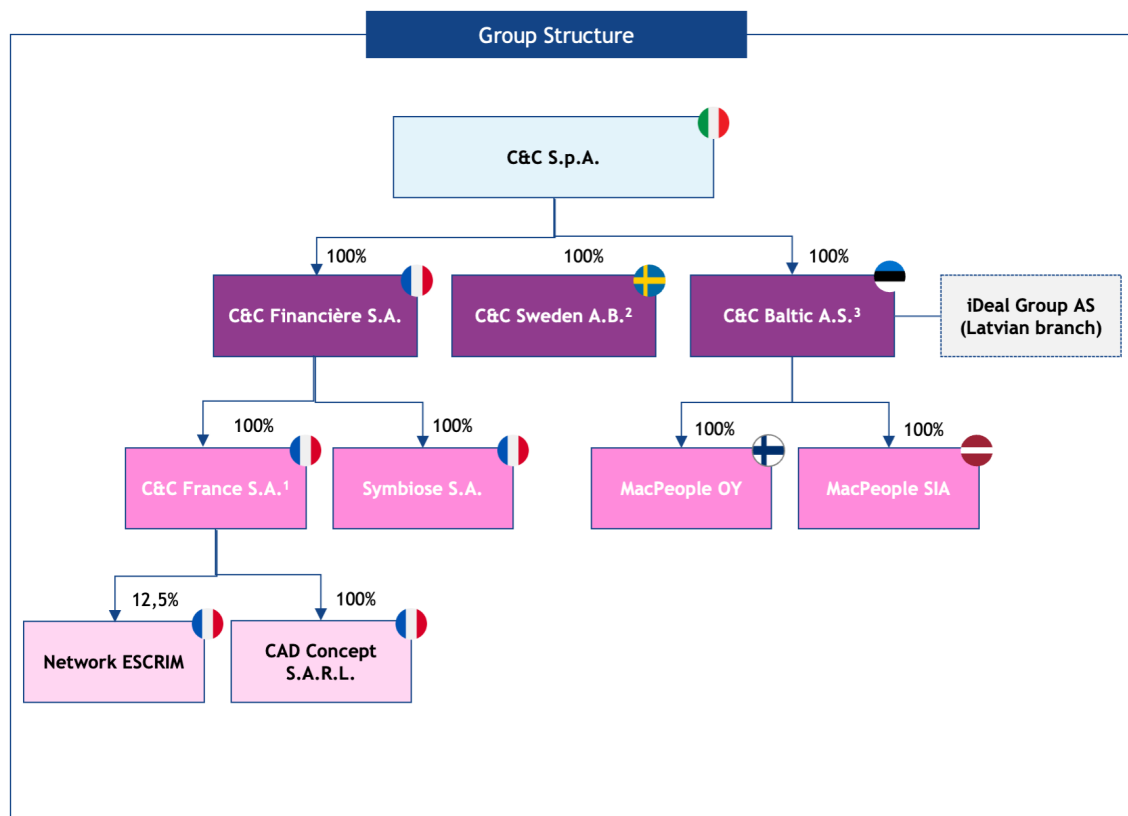 Group Structure
C&C S.p.A.
100%
100%
100%
C&C Financière S.A.
C&C Sweden A.B.²
C&C Baltic A.S.³
iDeal Group AS
(Latvian branch)
100%
100%
100%
100%
C&C France S.A.¹
Symbiose S.A.
MacPeople OY
MacPeople SIA
12,5%
100%
Network ESCRIM
CAD Concept
S.A.R.L.